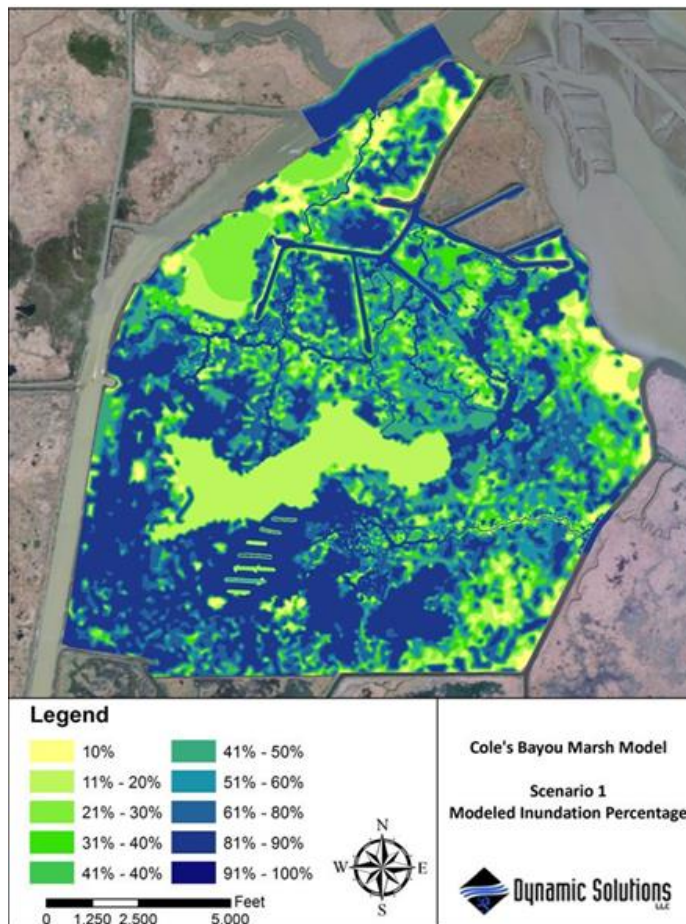 Legend
10%
11% - 20%
21% - 30%
31% - 40%
41% - 40%
41% - 50%
51% - 60%
61% - 80%
81% - 90%
91% - 100%
Feet
0 1,250 2,500 5,000
N
W E
S
Cole's Bayou Marsh Model
Scenario 1
Modeled Inundation Percentage
Dynamic Solutions
LLC